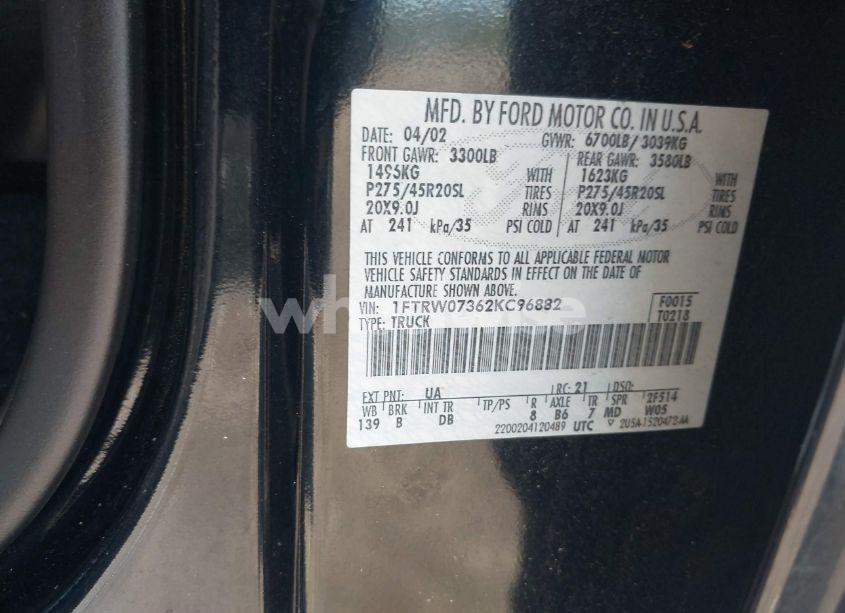 MFD. BY FORD MOTOR CO. IN U.S.A.
DATE: 04/02 GVWR: 6700LB/ 3039KG
FRONT GAWR: 3300LB REAR GAWR: 3580LB
1496KG WITH 1623KG WITH
P275/45R20SL TIRES P275/45R20SL TIRES
20X9.0J RIMS 20X9.0J RIMS
AT 241 kPa/35 PSI COLD AT 241 kPa/35 PSI COLD
THIS VEHICLE CONFORMS TO ALL APPLICABLE FEDERAL MOTOR
VEHICLE SAFETY STANDARDS IN EFFECT ON THE DATE OF
MANUFACTURE SHOWN ABOVE.
VIN: 1FTRW07362KC96882 F0015
TYPE: TRUCK T0218
EXT PNT: UA RC: 21 DSO:
WB BRK INT TR TP/PS R AXLE TR SPR 2F514
139 B DB 8 B6 7 MD W05
2200204120489 UTC 2U5A-1520472-AA